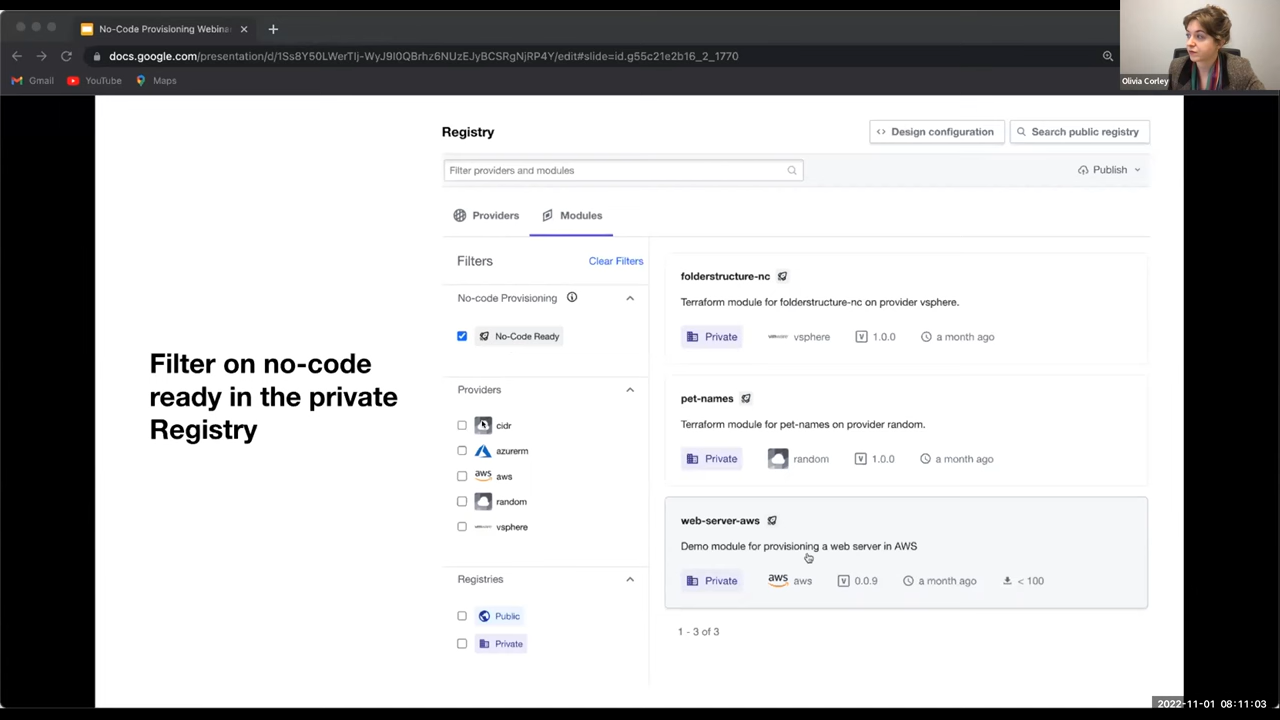 No-Code Provisioning Webina
docs.google.com/presentation/d/1Ss8Y50LWerTIj-WyJ9I0QBrhz6NUzEJyBCSRgNjRP4Y/edit#slide=id.g55c21e2b16_2_1770
Gmail YouTube Maps
Olivia Corley
Registry
Design configuration
Search public registry
Filter providers and modules
Publish
Providers Modules
Filters Clear Filters
No-code Provisioning
No-Code Ready
Providers
cidr
azurerm
aws aws
random
vmware vsphere
Registries
Public
Private
folderstructure-nc
Terraform module for folderstructure-nc on provider vsphere.
Private vmware vsphere V 1.0.0 a month ago
pet-names
Terraform module for pet-names on provider random.
Private random V 1.0.0 a month ago
web-server-aws
Demo module for provisioning a web server in AWS
Private aws aws V 0.0.9 a month ago < 100
1 - 3 of 3
Filter on no-code
ready in the private
Registry
2022-11-01 08:11:03